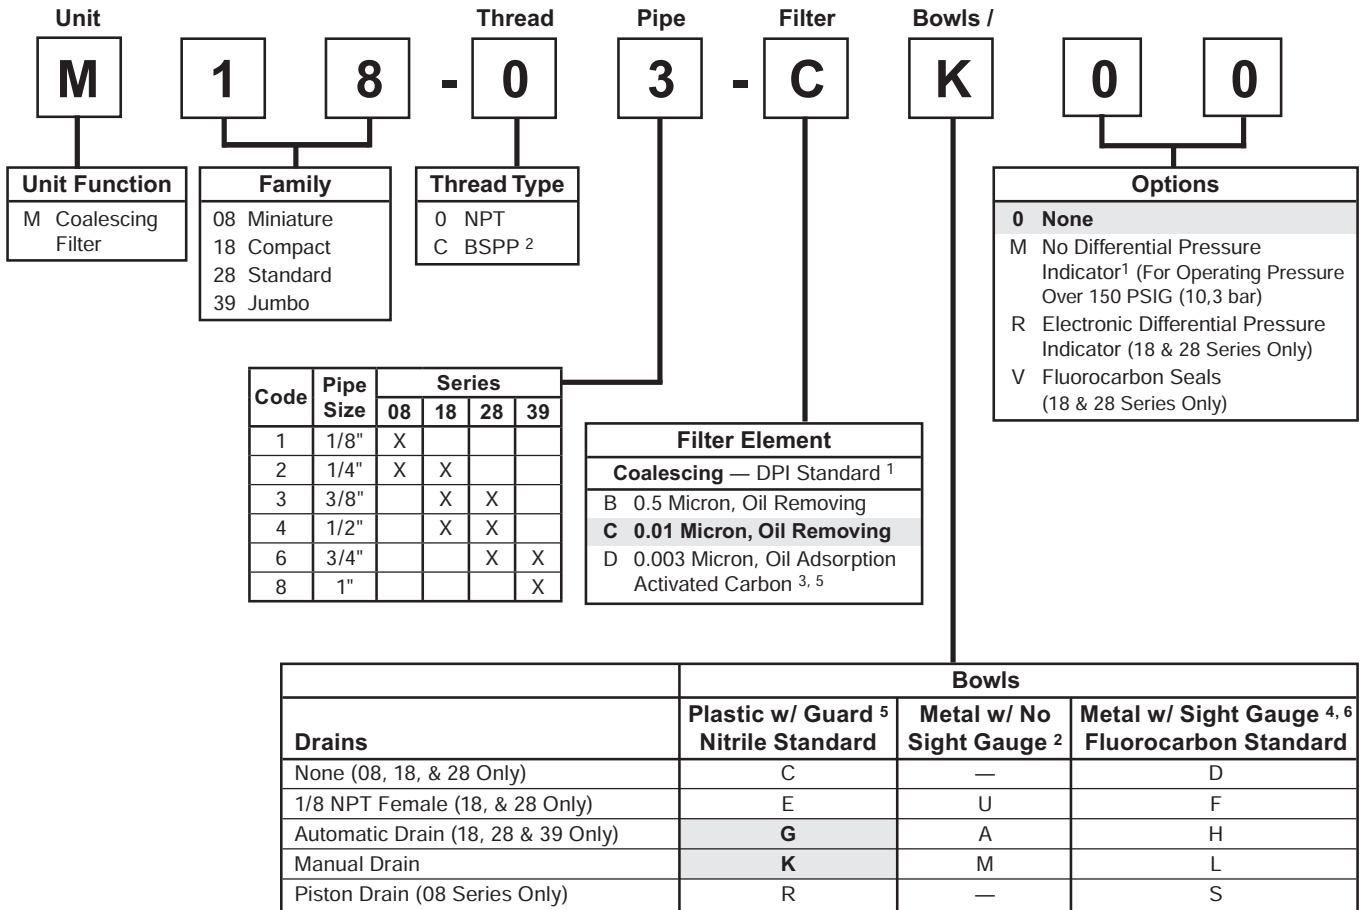 Unit Thread Pipe Filter Bowls /
M 1 8 - 0 3 - C K 0 0
Unit Function
M Coalescing
Filter
Family
08 Miniature
18 Compact
28 Standard
39 Jumbo
Thread Type
0 NPT
C BSPP 2
Options
0 None
M No Differential Pressure
Indicator1 (For Operating Pressure
Over 150 PSIG (10,3 bar)
R Electronic Differential Pressure
Indicator (18 & 28 Series Only)
V Fluorocarbon Seals
(18 & 28 Series Only)
Code Pipe Size Series
08 18 28 39
1 1/8" X
2 1/4" X X
3 3/8" X X
4 1/2" X X
6 3/4" X X
8 1" X
Filter Element
Coalescing — DPI Standard 1
B 0.5 Micron, Oil Removing
C 0.01 Micron, Oil Removing
D 0.003 Micron, Oil Adsorption
Activated Carbon 3, 5
Bowls
Drains
Plastic w/ Guard 5
Nitrile Standard
Metal w/ No
Sight Gauge 2
Metal w/ Sight Gauge 4, 6
Fluorocarbon Standard
None (08, 18, & 28 Only) C — D
1/8 NPT Female (18, & 28 Only) E U F
Automatic Drain (18, 28 & 39 Only) G A H
Manual Drain K M L
Piston Drain (08 Series Only) R — S